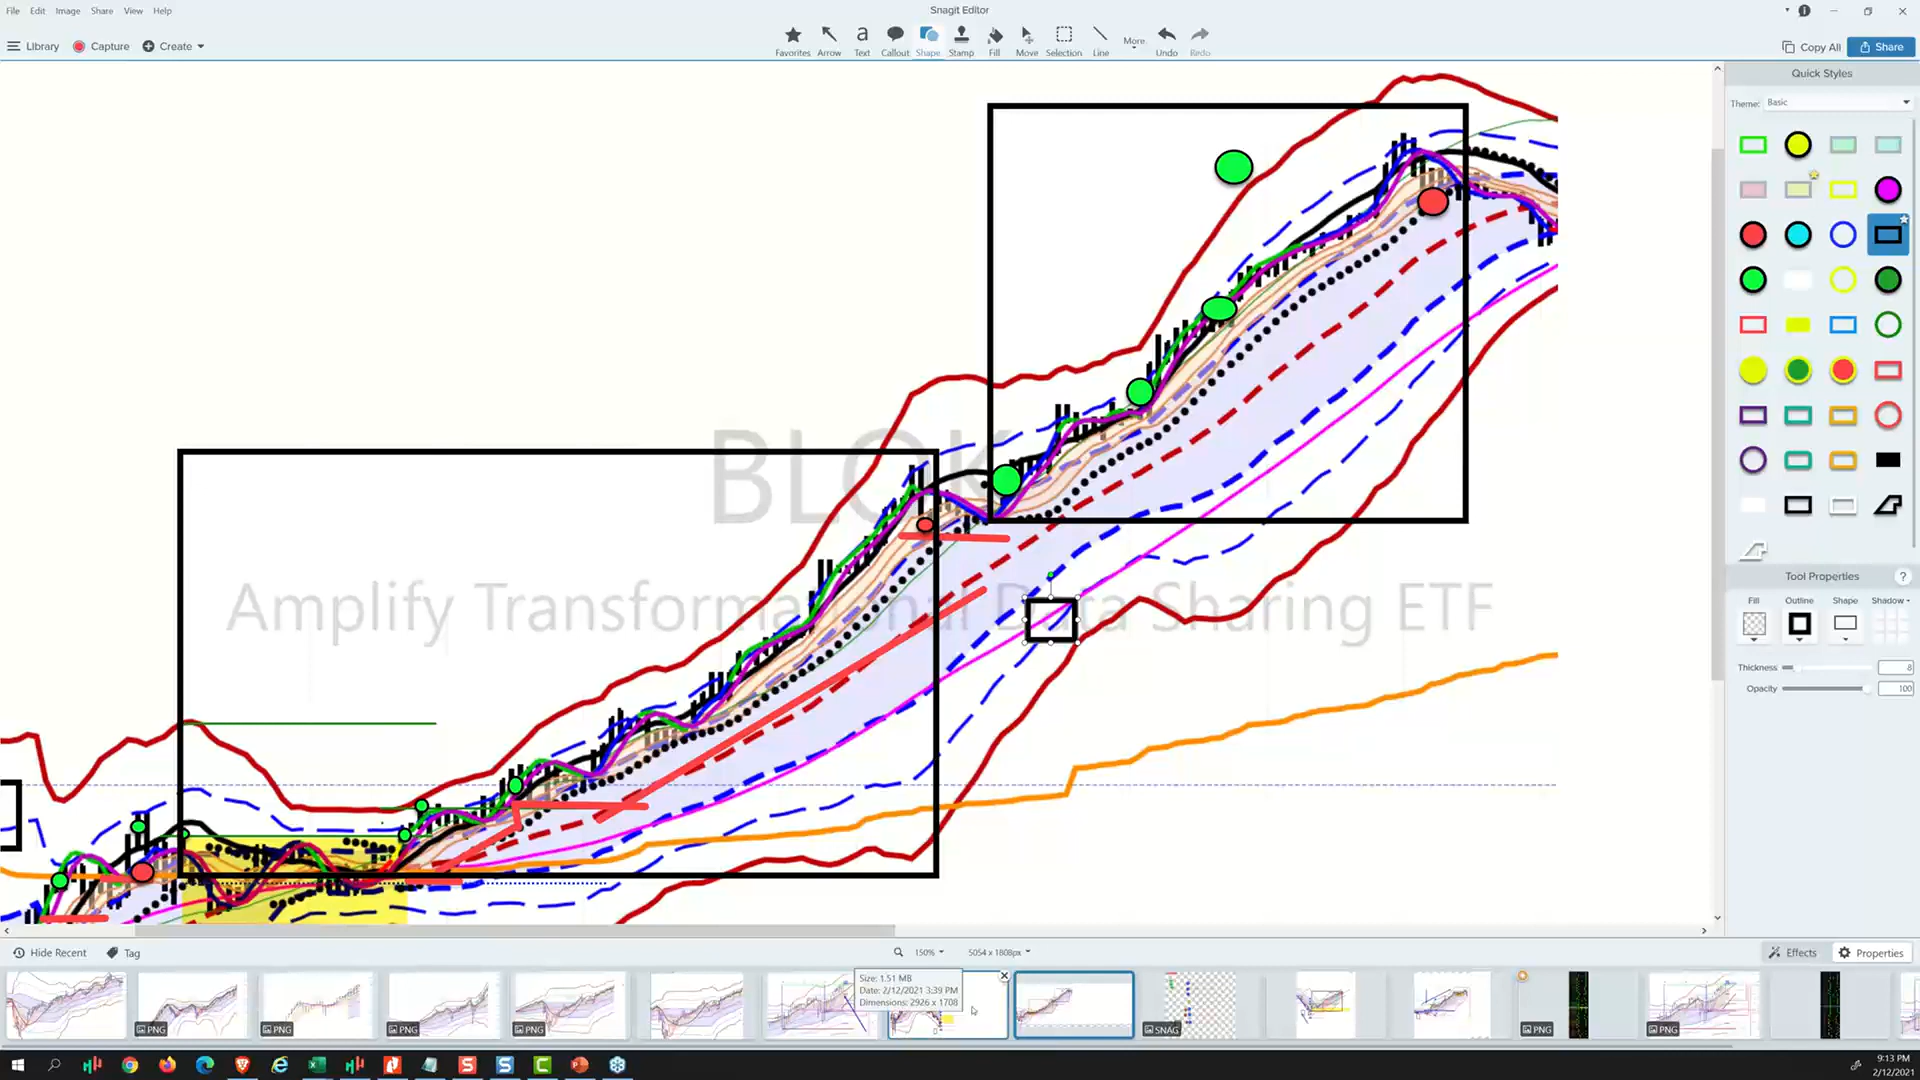 Snagit Editor
File Edit Image Share View Help
Library Capture Create
Favorites Arrow Text Callout Shape Stamp Fill Move Selection Line More Undo Redo
Copy All Share
Quick Styles
Theme: Basic
BLOK
Amplify Transformational Data Sharing ETF
Tool Properties ?
Fill Outline Shape Shadow
Thickness 8
Opacity 100
Hide Recent Tag 150% 5054 x 1808px Effects Properties
Size: 1.51 MB
Date: 2/12/2021 3:39 PM
Dimensions: 2926 x 1708
PNG PNG PNG PNG SNAG PNG PNG
9:13 PM
2/12/2021